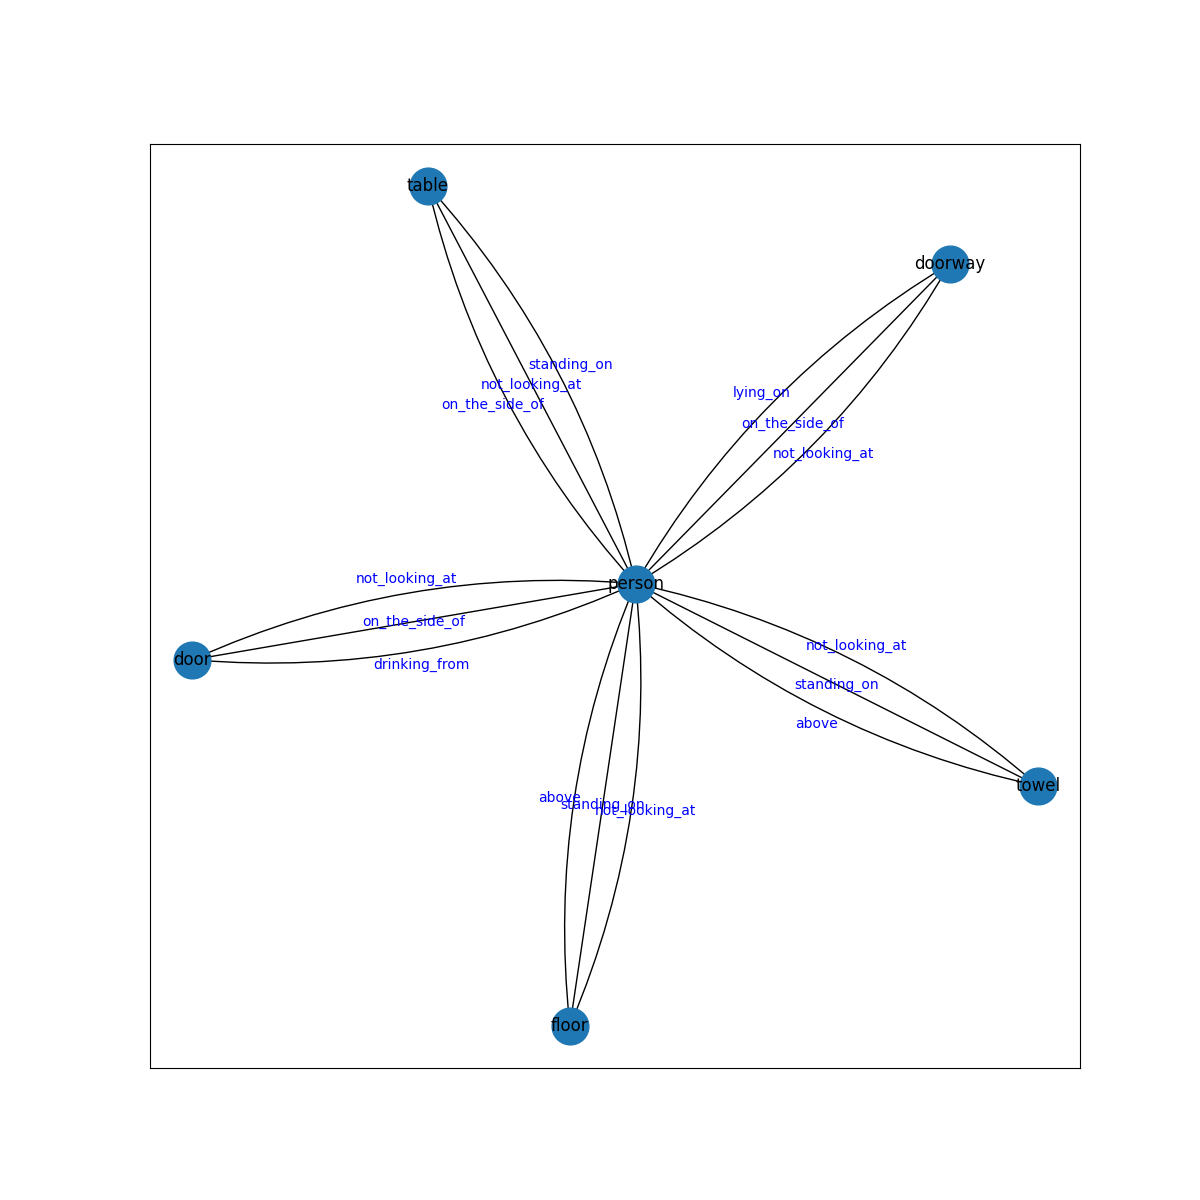 table
doorway
standing_on
not_looking_at
on_the_side_of
lying_on
on_the_side_of
not_looking_at
not_looking_at
on_the_side_of
drinking_from
person
door
not_looking_at
standing_on
above
towel
above
standing_on
not_looking_at
floor